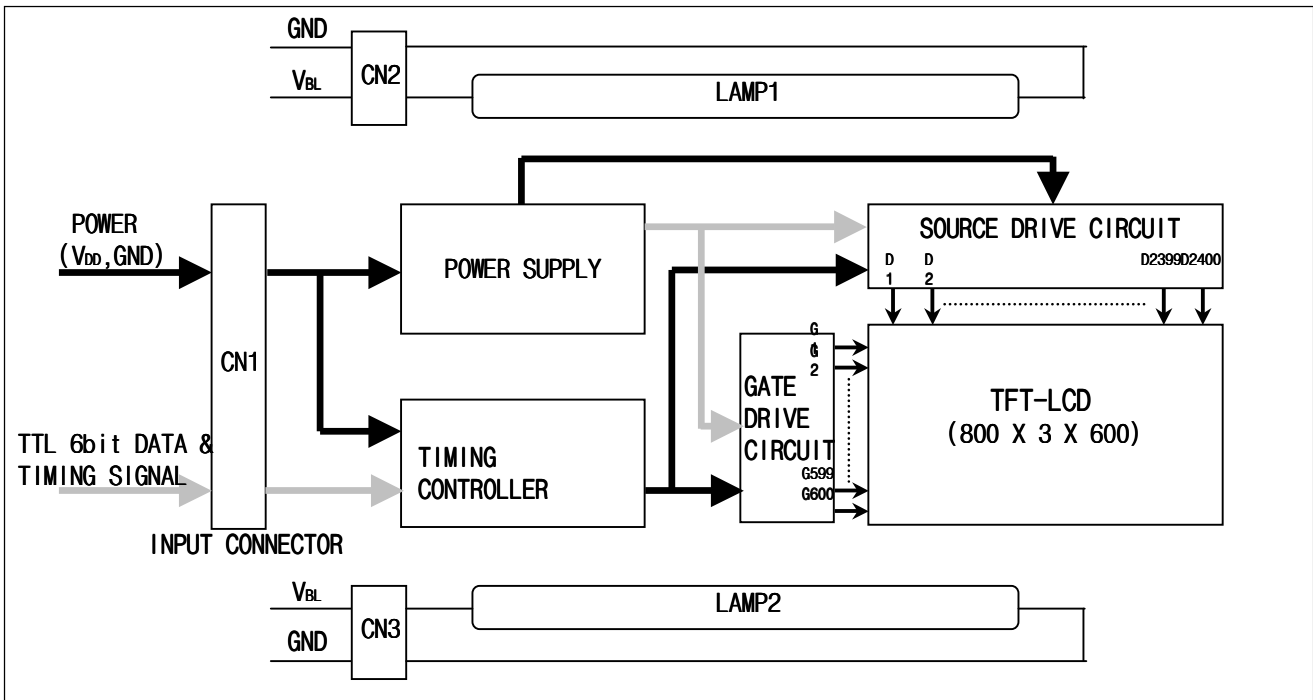 GND
VBL
CN2
LAMP1
POWER
(VDD,GND)
CN1
POWER SUPPLY
SOURCE DRIVE CIRCUIT
D
1
D
2
D2399D2400
G
1
G
2
GATE
DRIVE
CIRCUIT
G599
G600
TFT-LCD
(800 X 3 X 600)
TTL 6bit DATA &
TIMING SIGNAL
TIMING
CONTROLLER
INPUT CONNECTOR
VBL
GND
CN3
LAMP2